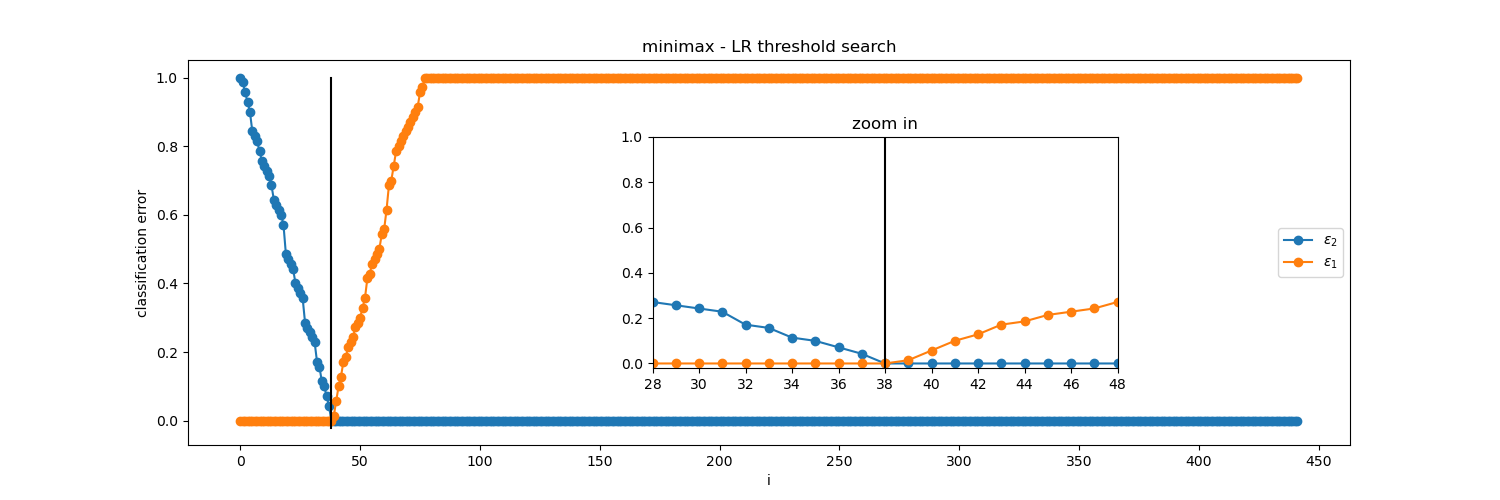 minimax - LR threshold search
classification error
1.0
0.8
0.6
0.4
0.2
0.0
0 50 100 150 200 250 300 350 400 450
i
zoom in
1.0
0.8
0.6
0.4
0.2
0.0
28 30 32 34 36 38 40 42 44 46 48
ε₂
ε₁